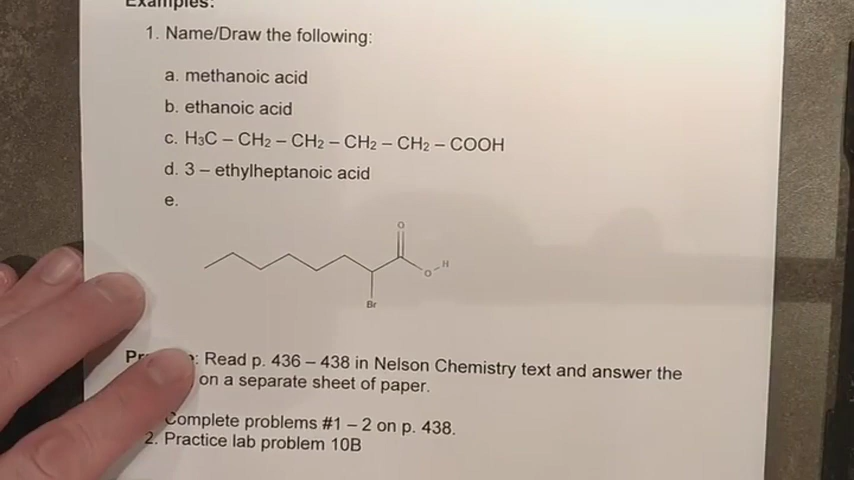 Examples:
1. Name/Draw the following:
a. methanoic acid
b. ethanoic acid
c. H3C – CH2 – CH2 – CH2 – CH2 – COOH
d. 3 – ethylheptanoic acid
e.
O
O
H
Br
: Read p. 436 – 438 in Nelson Chemistry text and answer the
on a separate sheet of paper.
Complete problems #1 – 2 on p. 438.
2. Practice lab problem 10B